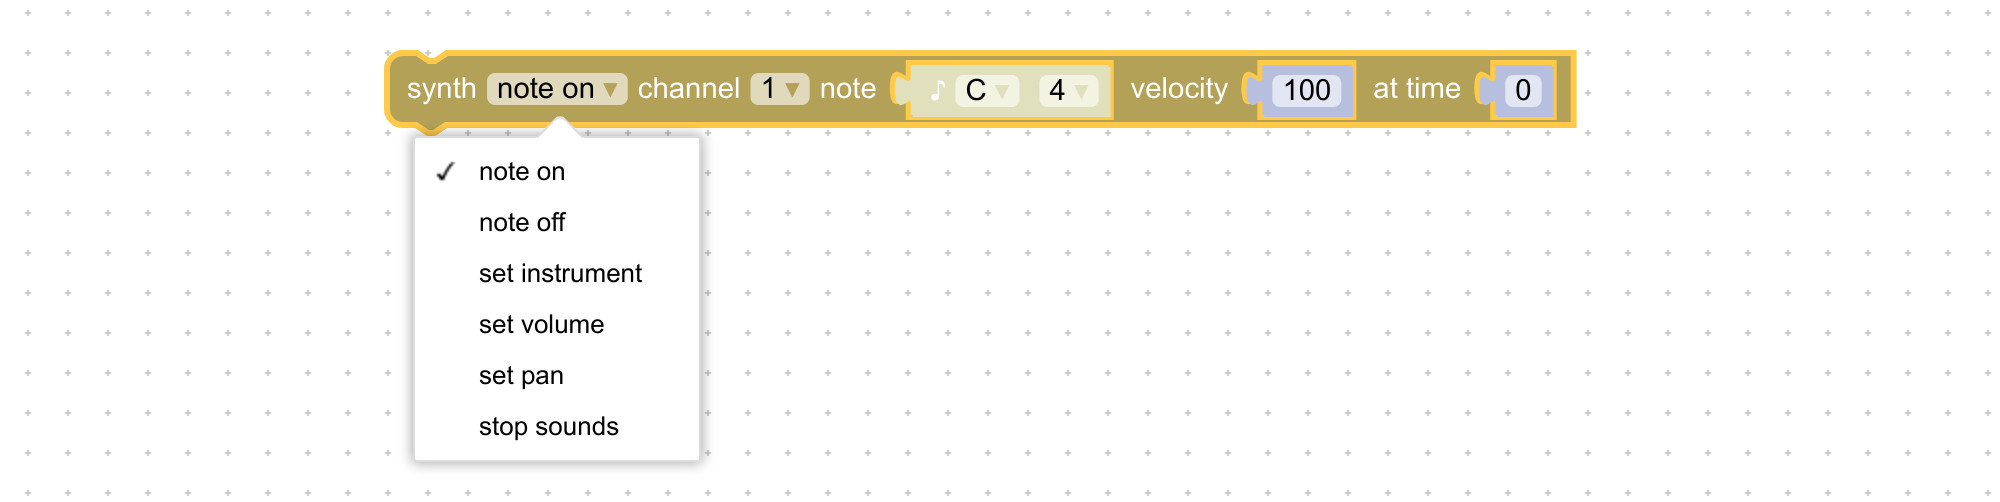 synth note on ▼ channel 1 ▼ note ♪ C ▼ 4 ▼ velocity 100 at time 0
✓ note on
note off
set instrument
set volume
set pan
stop sounds